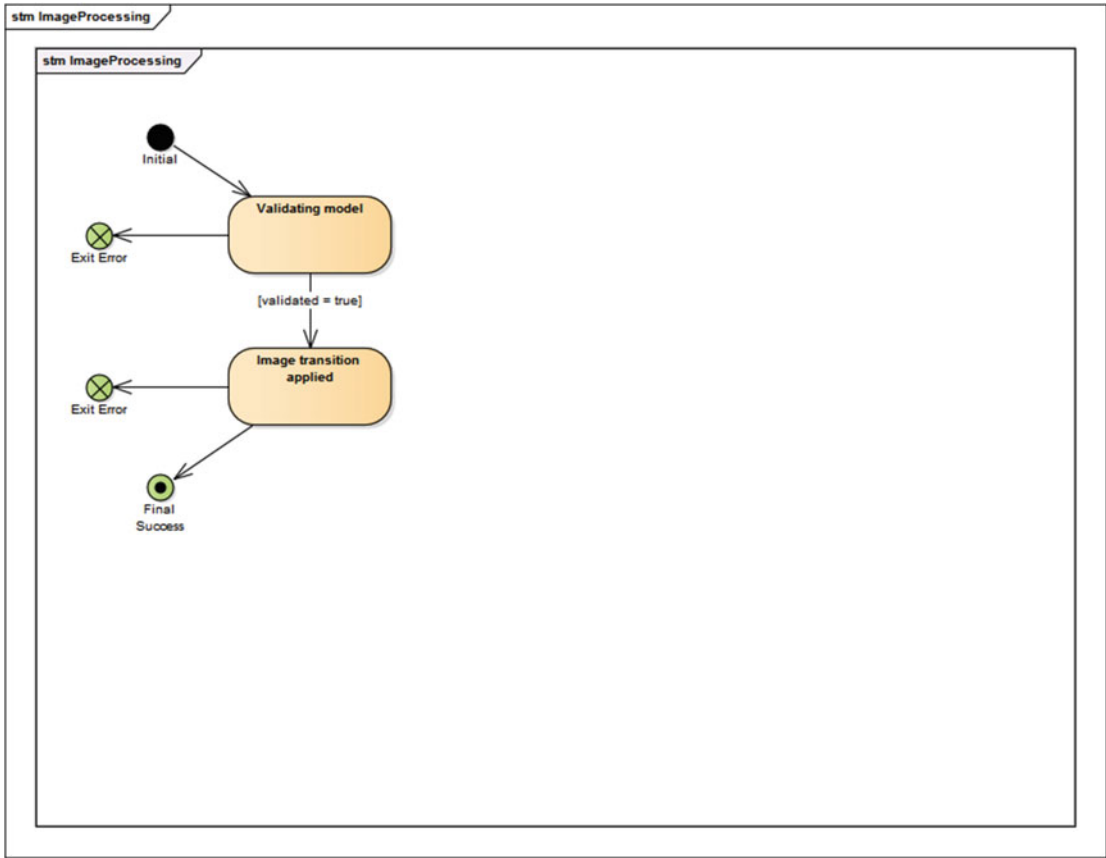 stm ImageProcessing
stm ImageProcessing
Initial
Validating model
Exit Error
[validated = true]
Image transition
applied
Exit Error
Final
Success